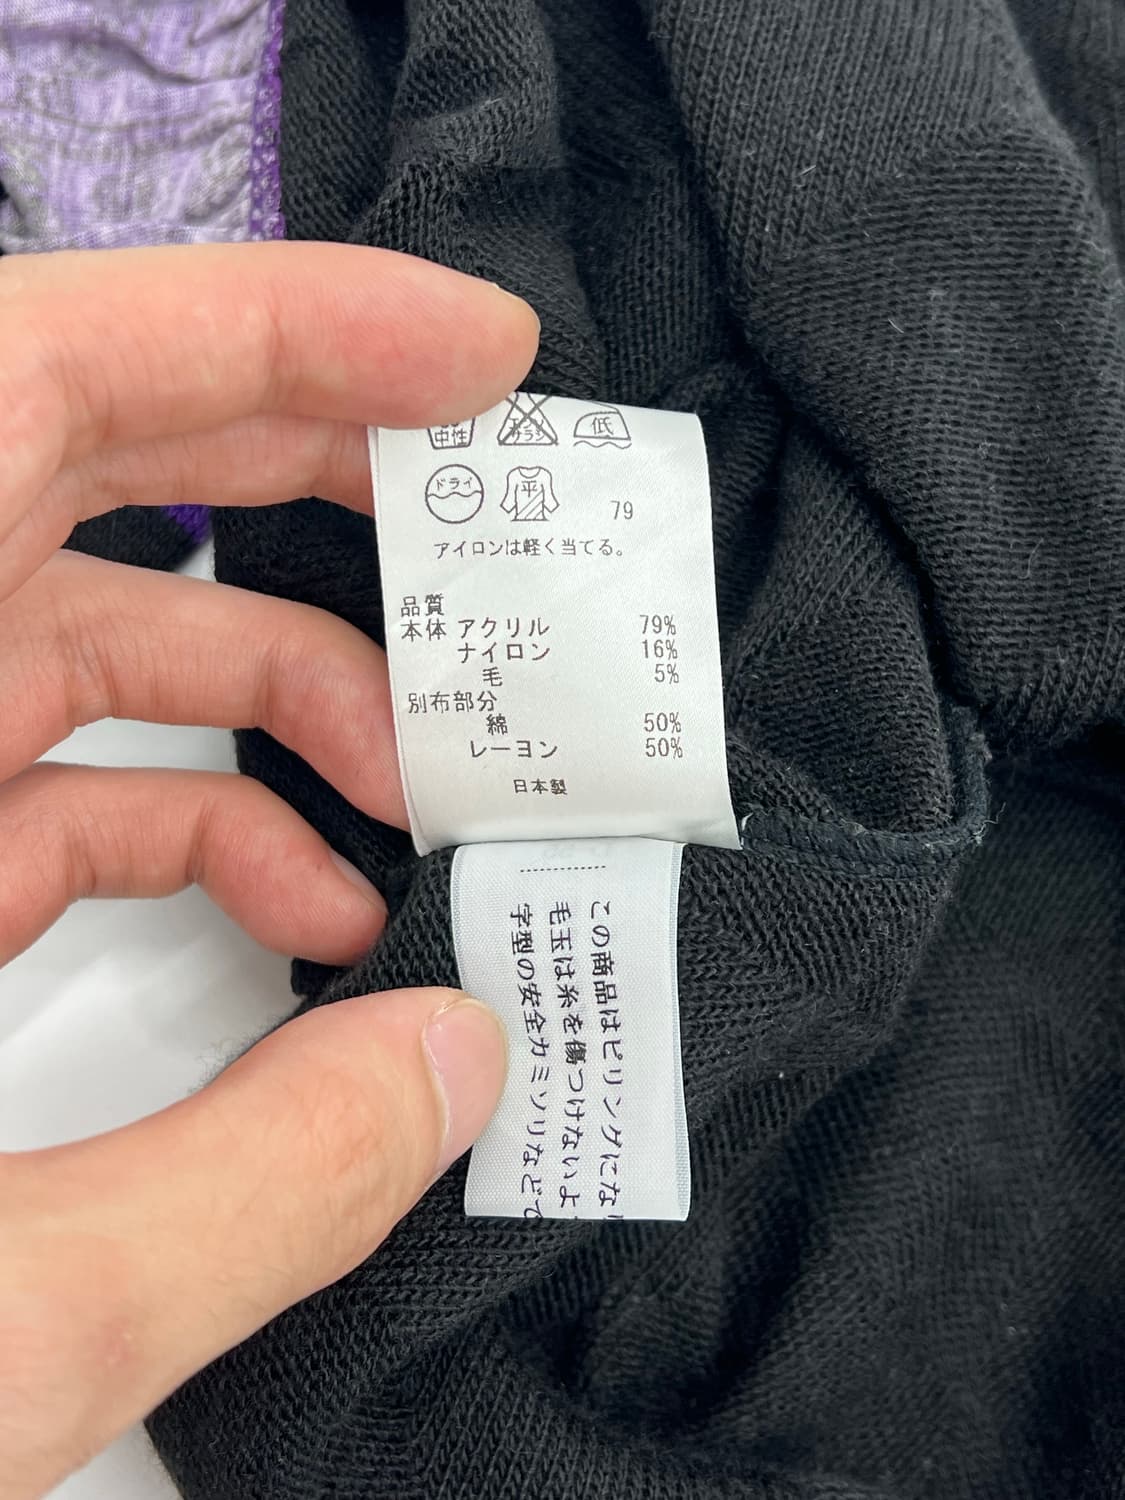 中性
サラシ
低
ドライ
平
79
アイロンは軽く当てる。
品質
本体 アクリル 79%
ナイロン 16%
毛 5%
別布部分
綿 50%
レーヨン 50%
日本製
この商品はピリングにな
毛玉は糸を傷つけないよ
字型の安全カミソリなどで